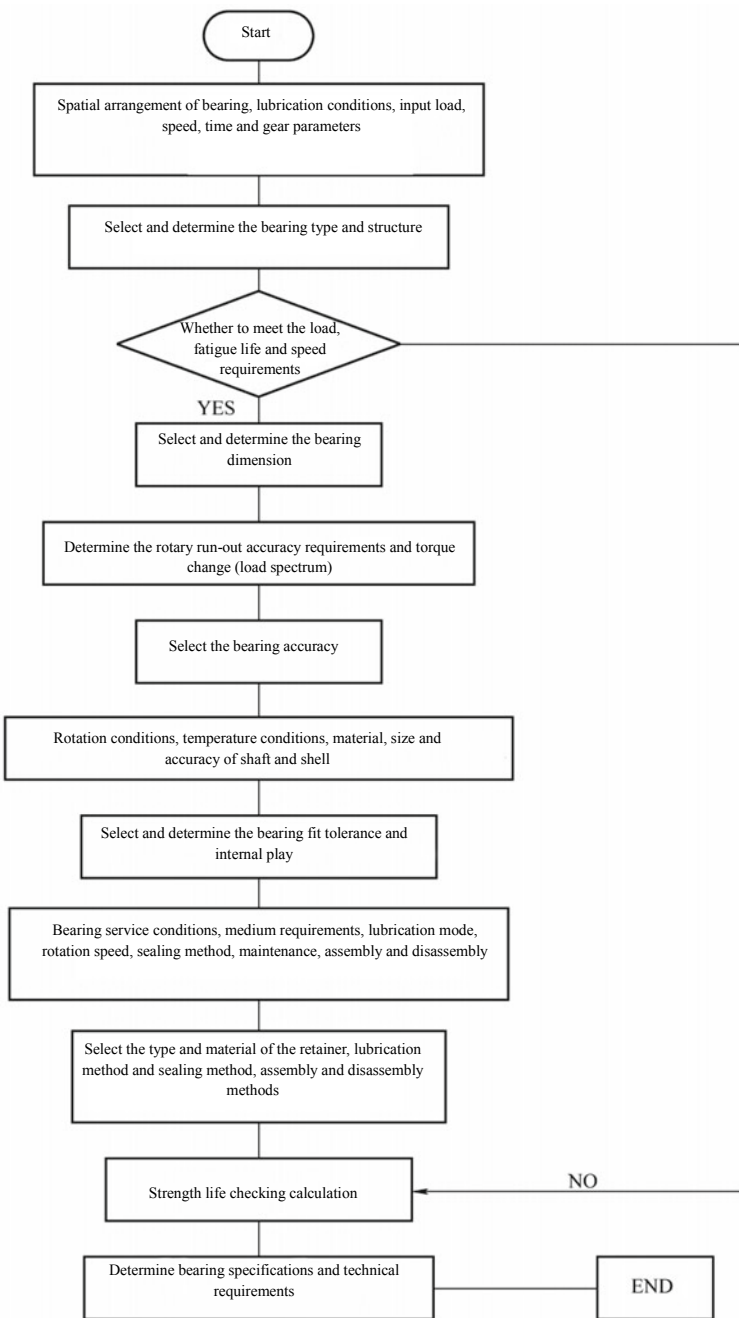 Start
Spatial arrangement of bearing, lubrication conditions, input load,
speed, time and gear parameters
Select and determine the bearing type and structure
Whether to meet the load,
fatigue life and speed
requirements
YES
Select and determine the bearing
dimension
Determine the rotary run-out accuracy requirements and torque
change (load spectrum)
Select the bearing accuracy
Rotation conditions, temperature conditions, material, size and
accuracy of shaft and shell
Select and determine the bearing fit tolerance and
internal play
Bearing service conditions, medium requirements, lubrication mode,
rotation speed, sealing method, maintenance, assembly and disassembly
Select the type and material of the retainer, lubrication
method and sealing method, assembly and disassembly
methods
NO
Strength life checking calculation
Determine bearing specifications and technical
requirements
END